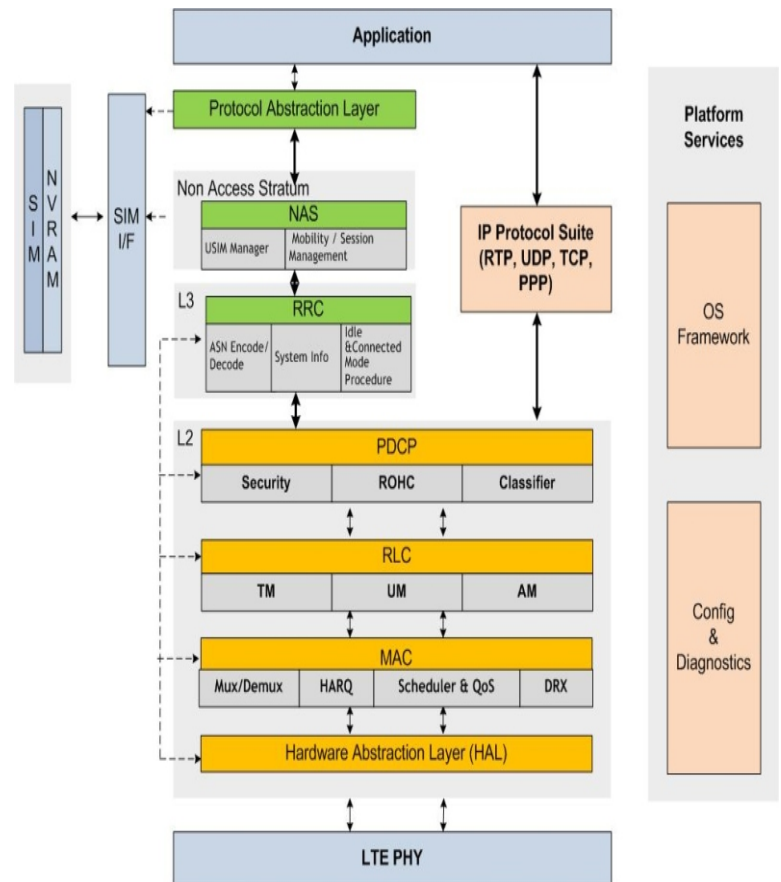 Application
Protocol Abstraction Layer
Platform
Services
S
I
M
N
V
R
A
M
SIM
I/F
Non Access Stratum
NAS
USIM Manager
Mobility / Session
Management
IP Protocol Suite
(RTP, UDP, TCP,
PPP)
OS
Framework
L3
RRC
ASN Encode/
Decode
System Info
Idle
&Connected
Mode
Procedure
L2
PDCP
Security
ROHC
Classifier
RLC
TM
UM
AM
MAC
Mux/Demux
HARQ
Scheduler & QoS
DRX
Hardware Abstraction Layer (HAL)
Config
&
Diagnostics
LTE PHY